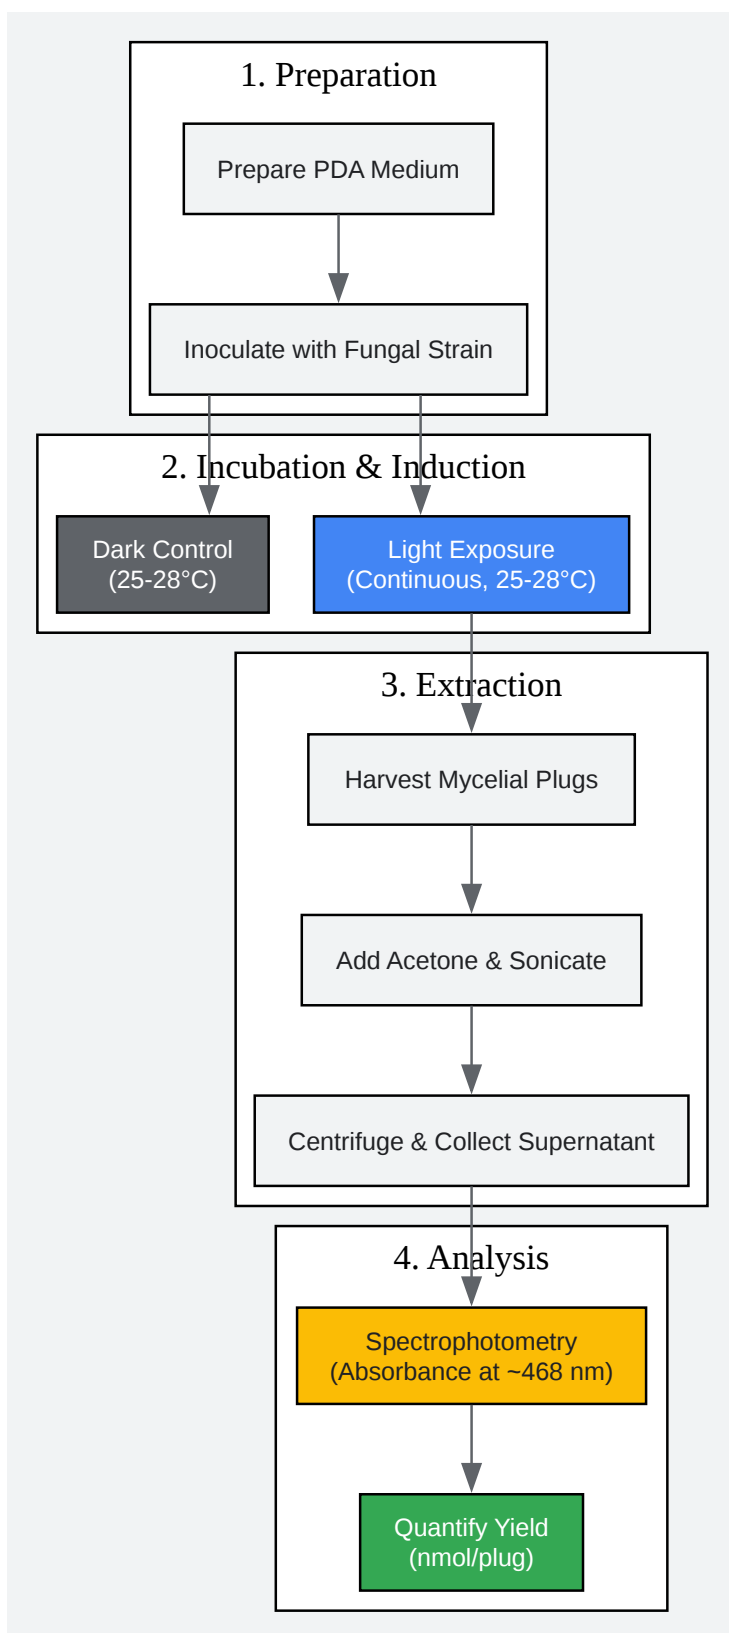 1. Preparation
Prepare PDA Medium
Inoculate with Fungal Strain
2. Incubation & Induction
Dark Control
(25-28°C)
Light Exposure
(Continuous, 25-28°C)
3. Extraction
Harvest Mycelial Plugs
Add Acetone & Sonicate
Centrifuge & Collect Supernatant
4. Analysis
Spectrophotometry
(Absorbance at ~468 nm)
Quantify Yield
(nmol/plug)